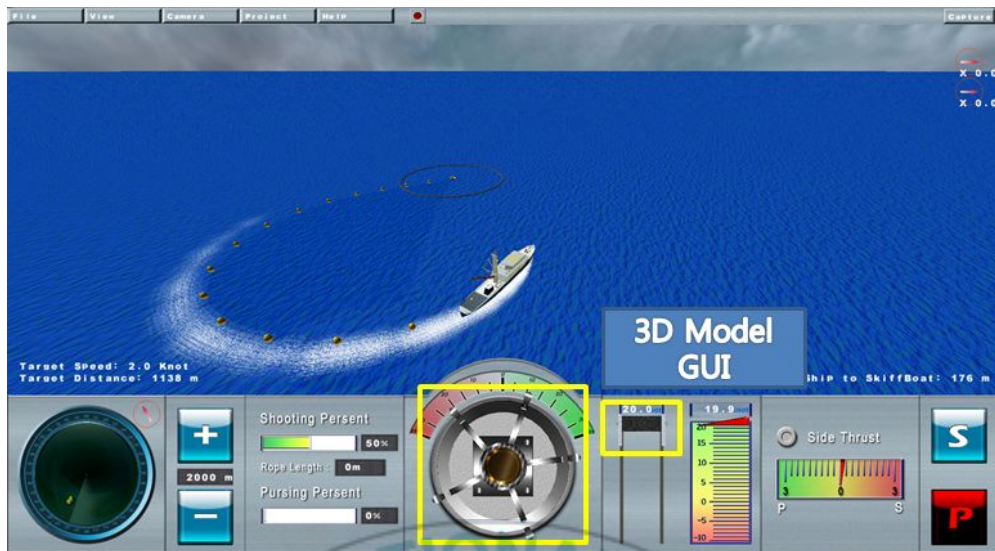 File View Camera Project Help Capture
X 0.0
X 0.0
3D Model
GUI
Target Speed: 2.0 Knot
Target Distance: 1138 m
Ship to SkiffBoat: 176 m
Shooting Persent
50%
2000 m
Rope Length : 0m
Pursing Persent
0%
20.0
19.9
20
15
10
5
0
-5
-10
Side Thrust
3 0 3
P S
S
P